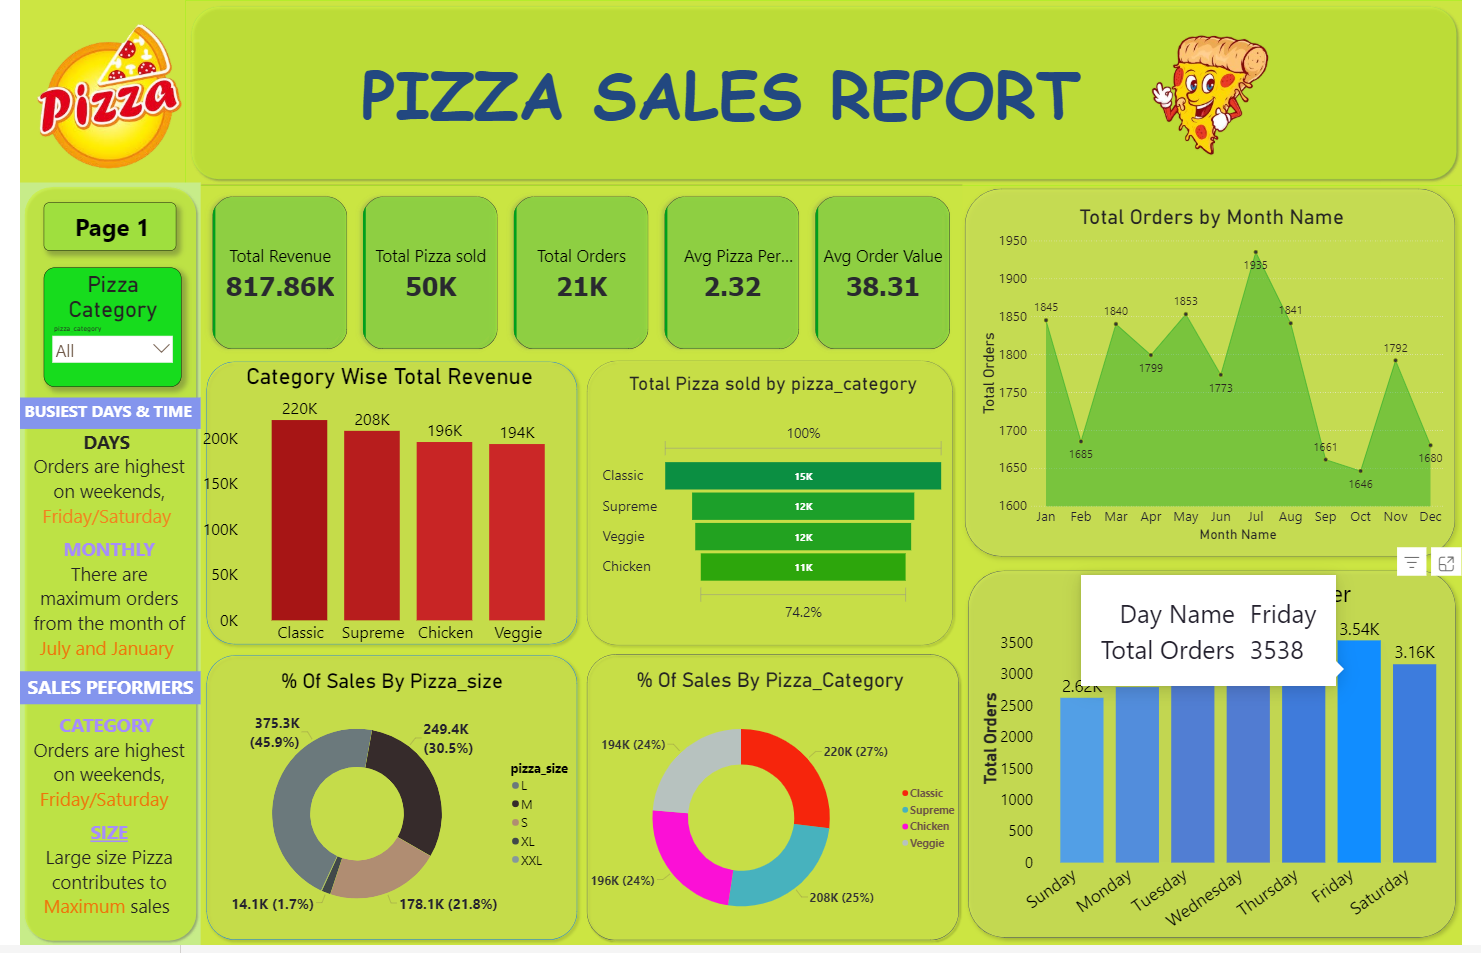 Pizza
PIZZA SALES REPORT
Page 1
Pizza
Category
pizza_category
All
BUSIEST DAYS & TIME
DAYS
Orders are highest
on weekends,
Friday/Saturday
MONTHLY
There are
maximum orders
from the month of
July and January
SALES PEFORMERS
CATEGORY
Orders are highest
on weekends,
Friday/Saturday
SIZE
Large size Pizza
contributes to
Maximum sales
Total Revenue
817.86K
Total Pizza sold
50K
Total Orders
21K
Avg Pizza Per...
2.32
Avg Order Value
38.31
Category Wise Total Revenue
220K
208K
196K
194K
200K
150K
100K
50K
0K
Classic Supreme Chicken Veggie
Total Pizza sold by pizza_category
100%
Classic 15K
Supreme 12K
Veggie 12K
Chicken 11K
74.2%
Total Orders by Month Name
Total Orders
1950
1900
1850
1800
1750
1700
1650
1600
1845
1685
1840
1799
1853
1773
1935
1841
1661
1646
1792
1680
Jan Feb Mar Apr May Jun Jul Aug Sep Oct Nov Dec
Month Name
% Of Sales By Pizza_size
375.3K
(45.9%)
249.4K
(30.5%)
14.1K (1.7%)
178.1K (21.8%)
pizza_size
L
M
S
XL
XXL
% Of Sales By Pizza_Category
194K (24%)
220K (27%)
196K (24%)
208K (25%)
Classic
Supreme
Chicken
Veggie
er
Day Name Friday
Total Orders 3538
Total Orders
3500
3000
2500
2000
1500
1000
500
0
2.62K
3.54K
3.16K
Sunday
Monday
Tuesday
Wednesday
Thursday
Friday
Saturday